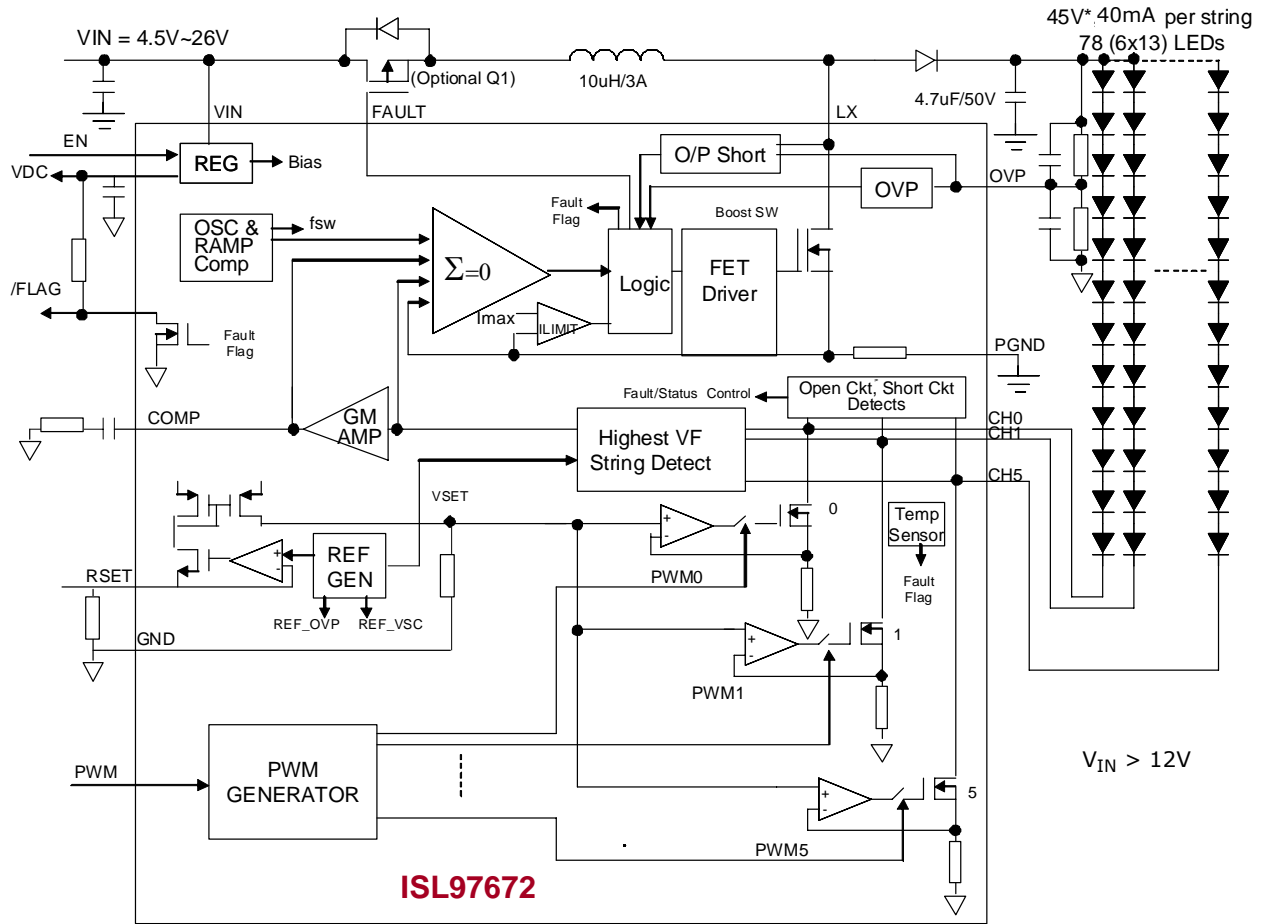 45V* 40mA per string
78 (6x13) LEDs
VIN = 4.5V~26V
(Optional Q1)
10uH/3A
4.7uF/50V
VIN
FAULT
LX
EN
VDC
REG
Bias
O/P Short
OVP
OVP
OSC &
RAMP
Comp
fsw
Fault
Flag
Boost SW
Σ=0
Logic
FET
Driver
/FLAG
Imax
ILIMIT
Fault
Flag
PGND
Fault/Status Control
Open Ckt, Short Ckt
Detects
COMP
GM
AMP
Highest VF
String Detect
CH0
CH1
CH5
VSET
+
-
0
Temp
Sensor
Fault
Flag
+
-
REF
GEN
RSET
PWM0
REF_OVP
REF_VSC
GND
+
-
1
PWM1
VIN > 12V
PWM
PWM
GENERATOR
+
-
5
PWM5
ISL97672